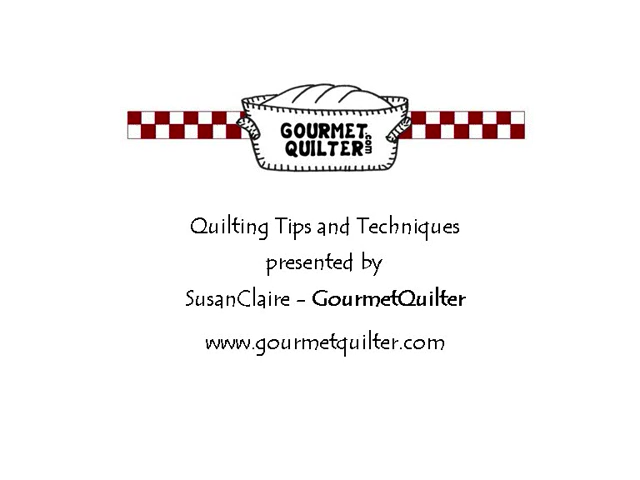 GOURMET
QUILTER.com
Quilting Tips and Techniques
presented by
SusanClaire - GourmetQuilter
www.gourmetquilter.com